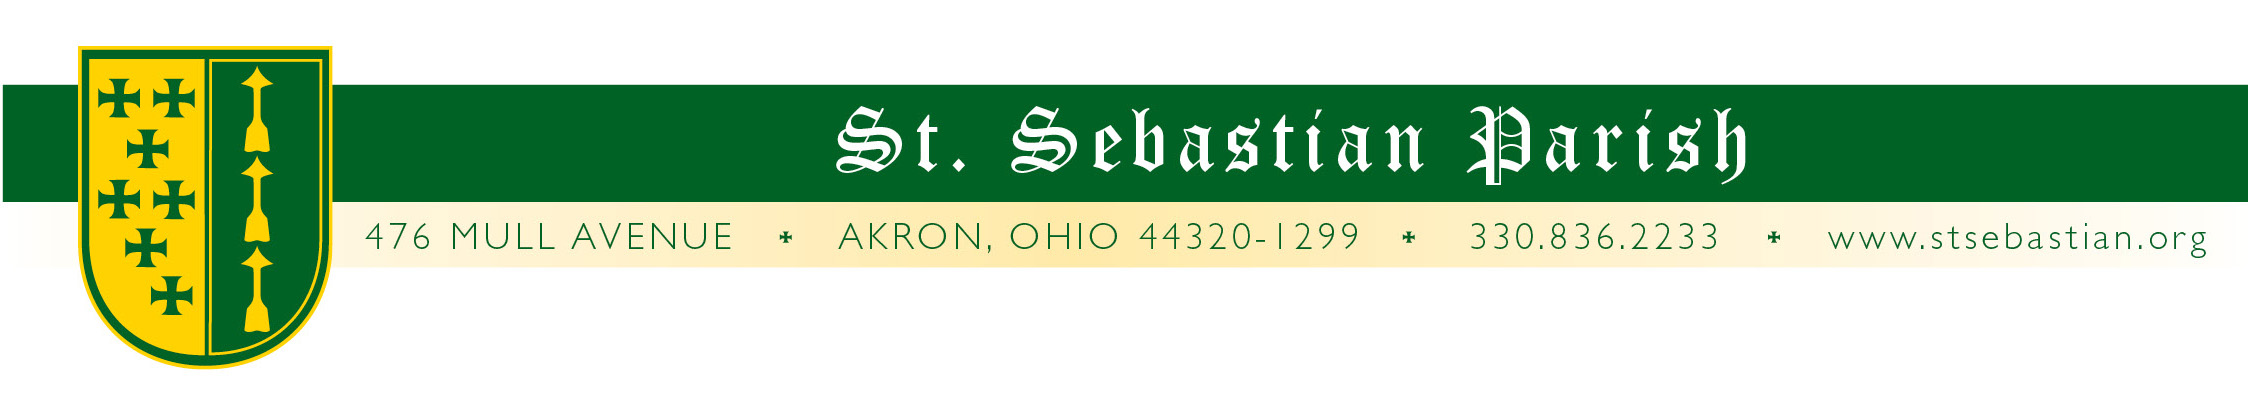 St. Sebastian Parish
476 MULL AVENUE ✠ AKRON, OHIO 44320-1299 ✠ 330.836.2233 ✠ www.stsebastian.org